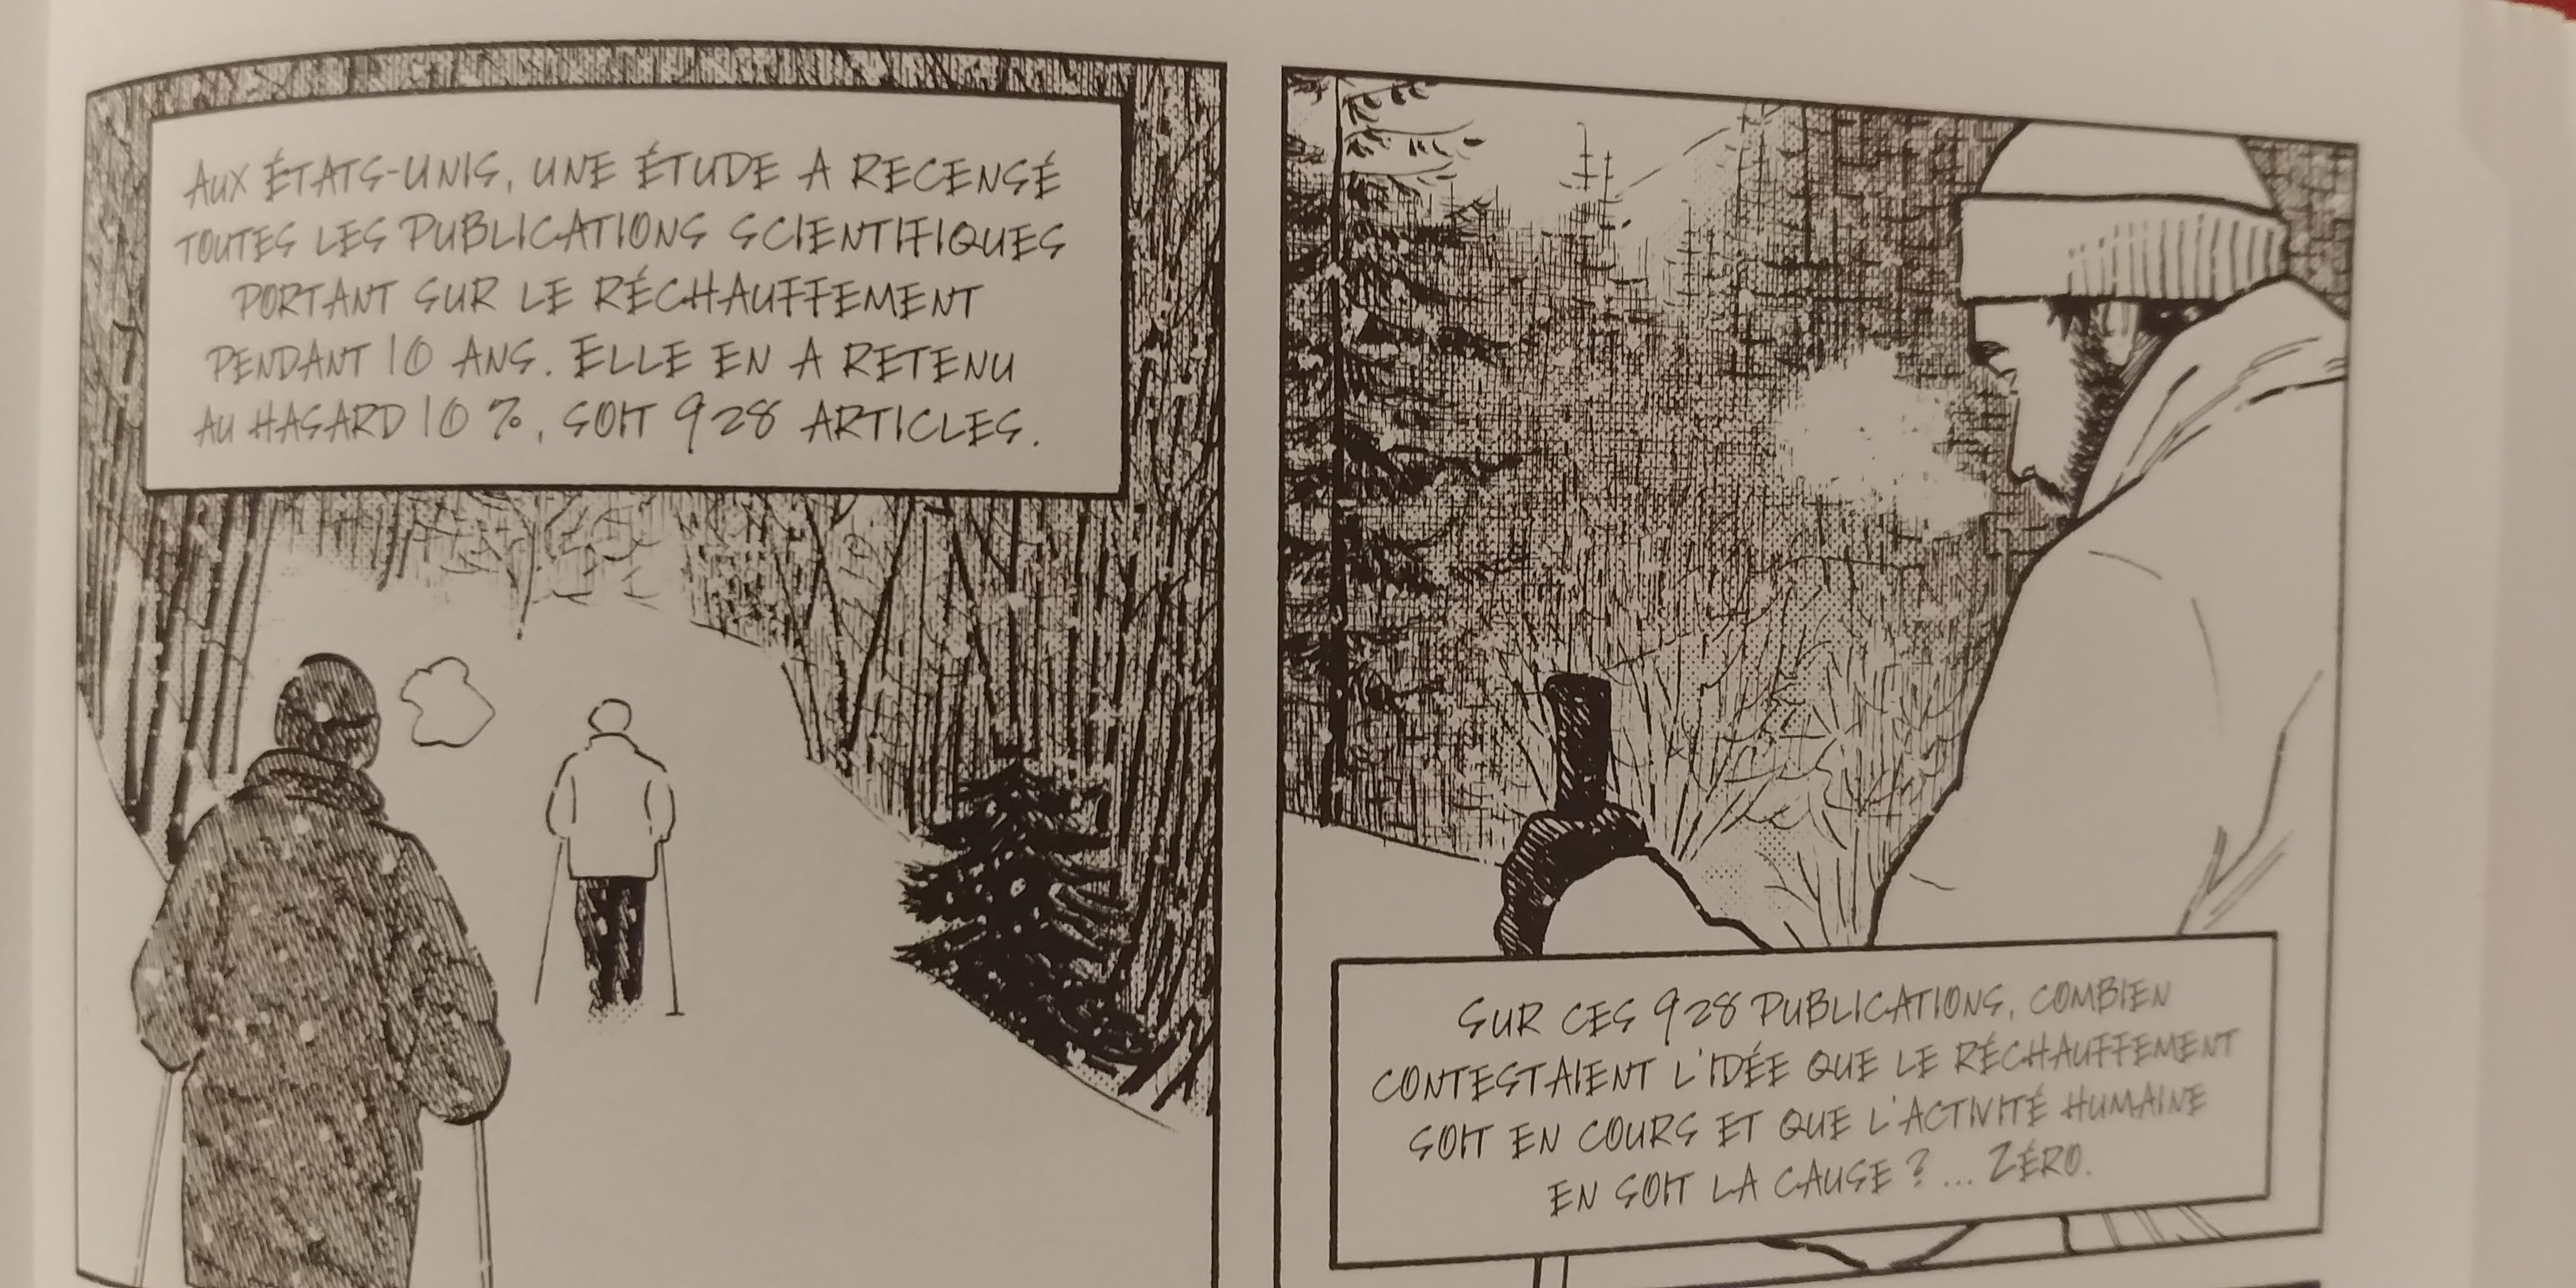 AUX ÉTATS-UNIS, UNE ÉTUDE A RECENSÉ
TOUTES LES PUBLICATIONS SCIENTIFIQUES
PORTANT SUR LE RÉCHAUFFEMENT
PENDANT 10 ANS. ELLE EN A RETENU
AU HASARD 10 %, SOIT 928 ARTICLES.
SUR CES 928 PUBLICATIONS, COMBIEN
CONTESTAIENT L'IDÉE QUE LE RÉCHAUFFEMENT
SOIT EN COURS ET QUE L'ACTIVITÉ HUMAINE
EN SOIT LA CAUSE ?... ZÉRO.